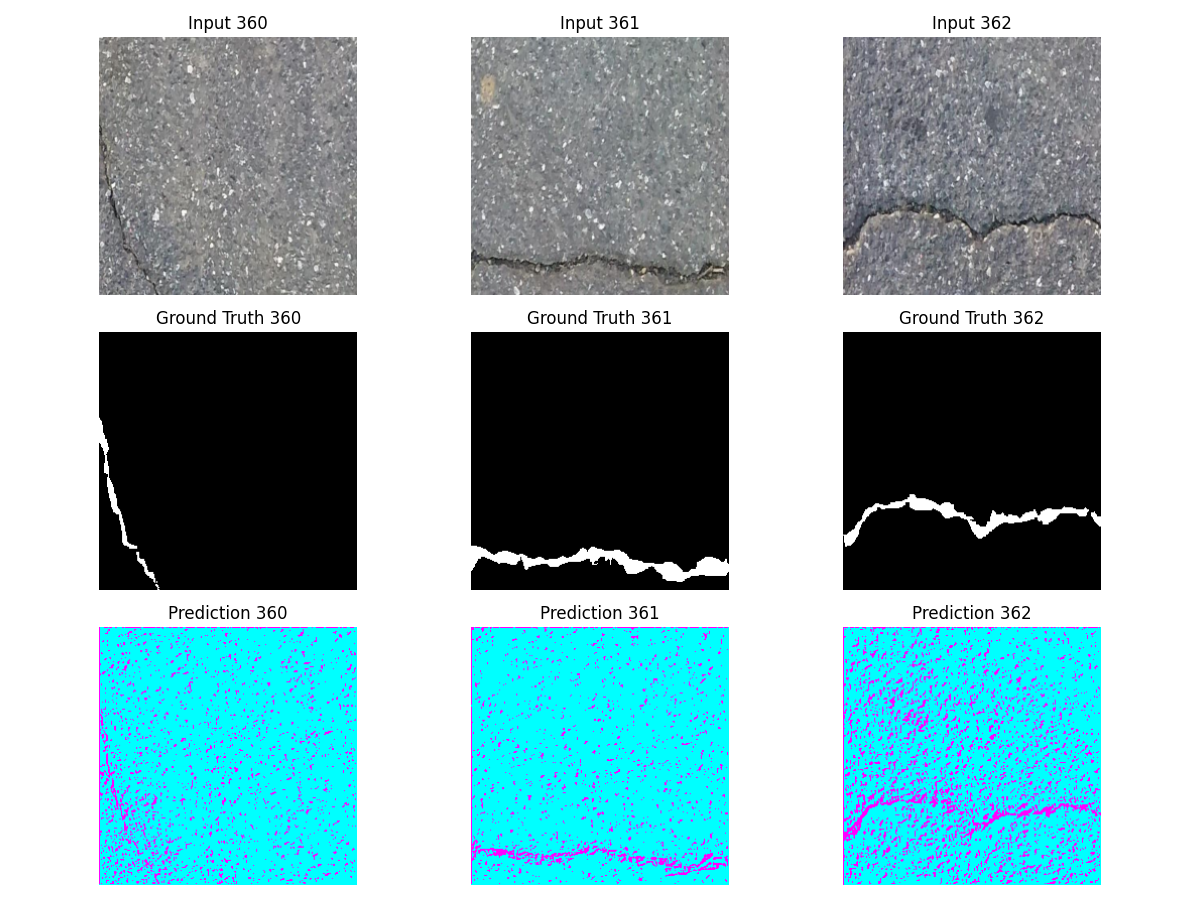 Input 360
Input 361
Input 362
Ground Truth 360
Ground Truth 361
Ground Truth 362
Prediction 360
Prediction 361
Prediction 362